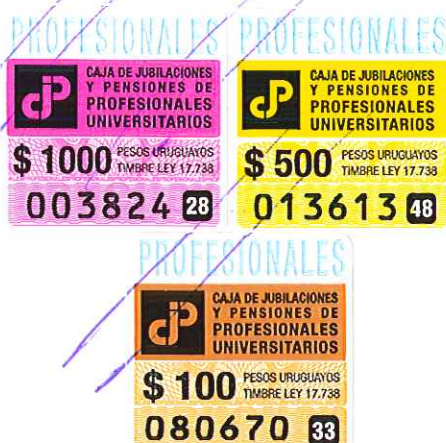 PROFESIONALES
CAJA DE JUBILACIONES
Y PENSIONES DE
PROFESIONALES
UNIVERSITARIOS
$ 1000 PESOS URUGUAYOS
TIMBRE LEY 17.738
003824 28
PROFESIONALES
CAJA DE JUBILACIONES
Y PENSIONES DE
PROFESIONALES
UNIVERSITARIOS
$ 500 PESOS URUGUAYOS
TIMBRE LEY 17.738
013613 48
PROFESIONALES
CAJA DE JUBILACIONES
Y PENSIONES DE
PROFESIONALES
UNIVERSITARIOS
$ 100 PESOS URUGUAYOS
TIMBRE LEY 17.738
080670 33